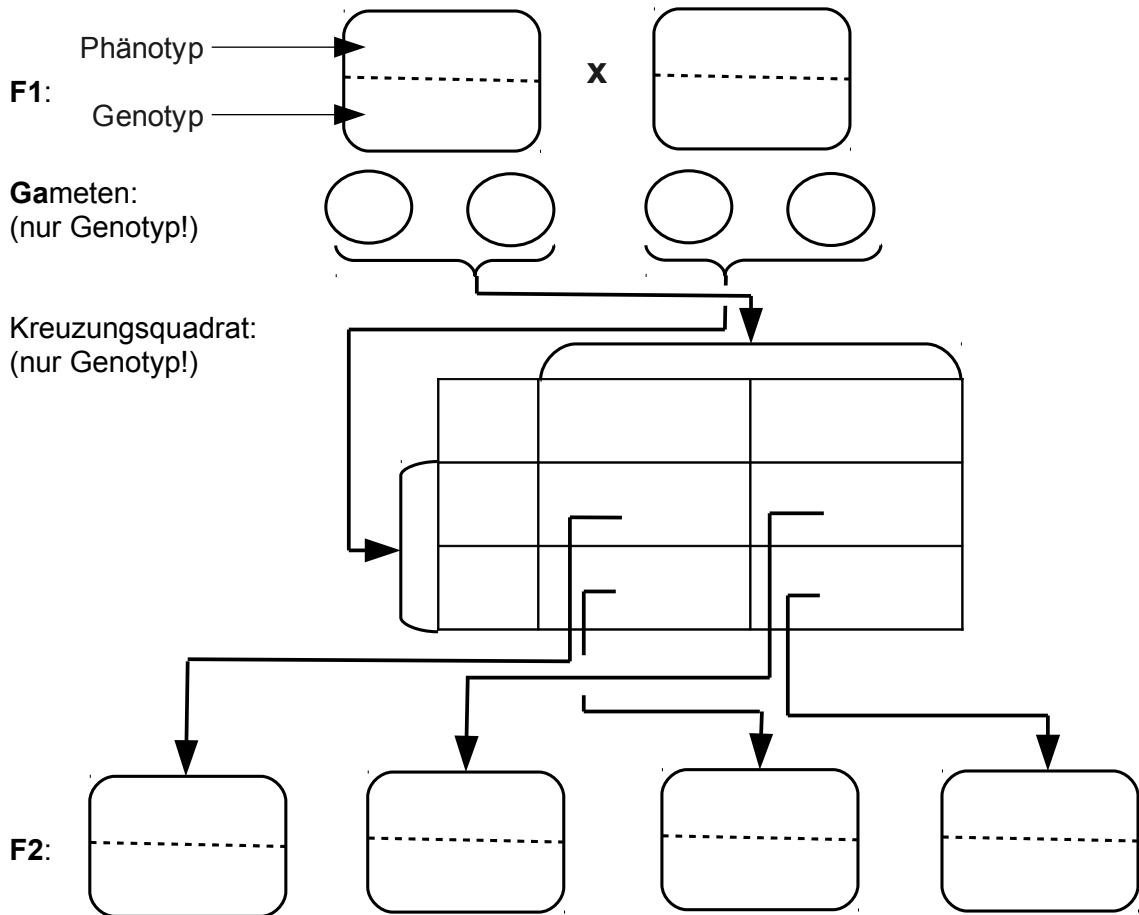 Phänotyp
x
F1:
Genotyp
Gameten:
(nur Genotyp!)
Kreuzungsquadrat:
(nur Genotyp!)
F2: